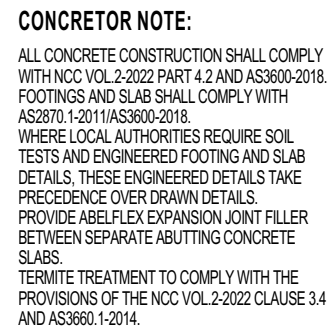 CONCRETOR NOTE:
ALL CONCRETE CONSTRUCTION SHALL COMPLY
WITH NCC VOL.2-2022 PART 4.2 AND AS3600-2018.
FOOTINGS AND SLAB SHALL COMPLY WITH
AS2870.1-2011/AS3600-2018.
WHERE LOCAL AUTHORITIES REQUIRE SOIL
TESTS AND ENGINEERED FOOTING AND SLAB
DETAILS, THESE ENGINEERED DETAILS TAKE
PRECEDENCE OVER DRAWN DETAILS.
PROVIDE ABELFLEX EXPANSION JOINT FILLER
BETWEEN SEPARATE ABUTTING CONCRETE
SLABS.
TERMITE TREATMENT TO COMPLY WITH THE
PROVISIONS OF THE NCC VOL.2-2022 CLAUSE 3.4
AND AS3660.1-2014.